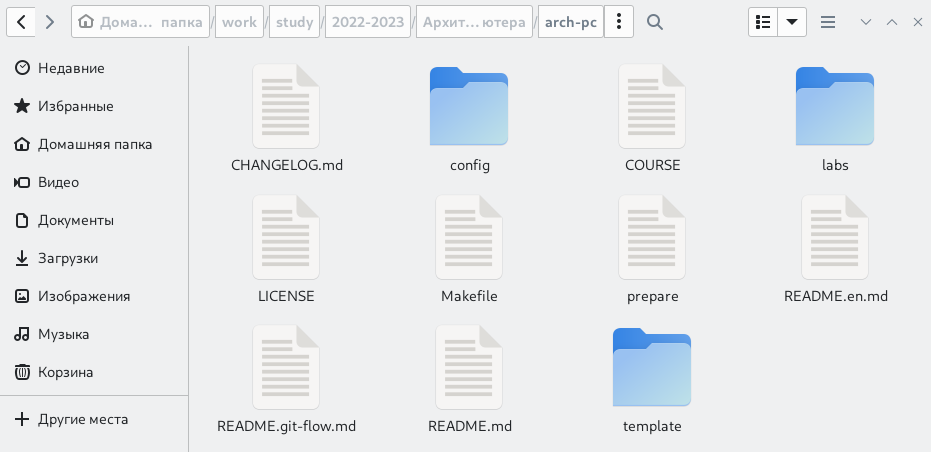 Дома… папка / work / study / 2022-2023 / Архит… ютера / arch-pc
Недавние
Избранные
Домашняя папка
Видео
Документы
Загрузки
Изображения
Музыка
Корзина
Другие места
CHANGELOG.md
config
COURSE
labs
LICENSE
Makefile
prepare
README.en.md
README.git-flow.md
README.md
template